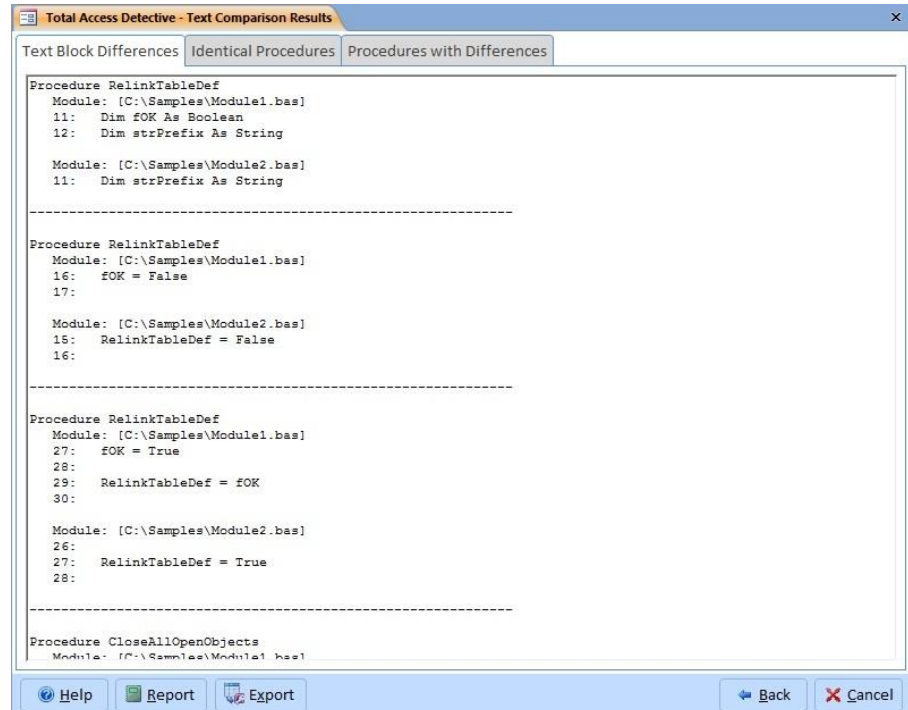 Total Access Detective - Text Comparison Results
Text Block Differences Identical Procedures Procedures with Differences
Procedure RelinkTableDef
Module: [C:\Samples\Module1.bas]
11: Dim fOK As Boolean
12: Dim strPrefix As String
Module: [C:\Samples\Module2.bas]
11: Dim strPrefix As String
-------------------------------------------------------------
Procedure RelinkTableDef
Module: [C:\Samples\Module1.bas]
16: fOK = False
17:
Module: [C:\Samples\Module2.bas]
15: RelinkTableDef = False
16:
-------------------------------------------------------------
Procedure RelinkTableDef
Module: [C:\Samples\Module1.bas]
27: fOK = True
28:
29: RelinkTableDef = fOK
30:
Module: [C:\Samples\Module2.bas]
26:
27: RelinkTableDef = True
28:
-------------------------------------------------------------
Procedure CloseAllOpenObjects
Module: [C:\Samples\Module1.bas]
Help Report Export Back Cancel